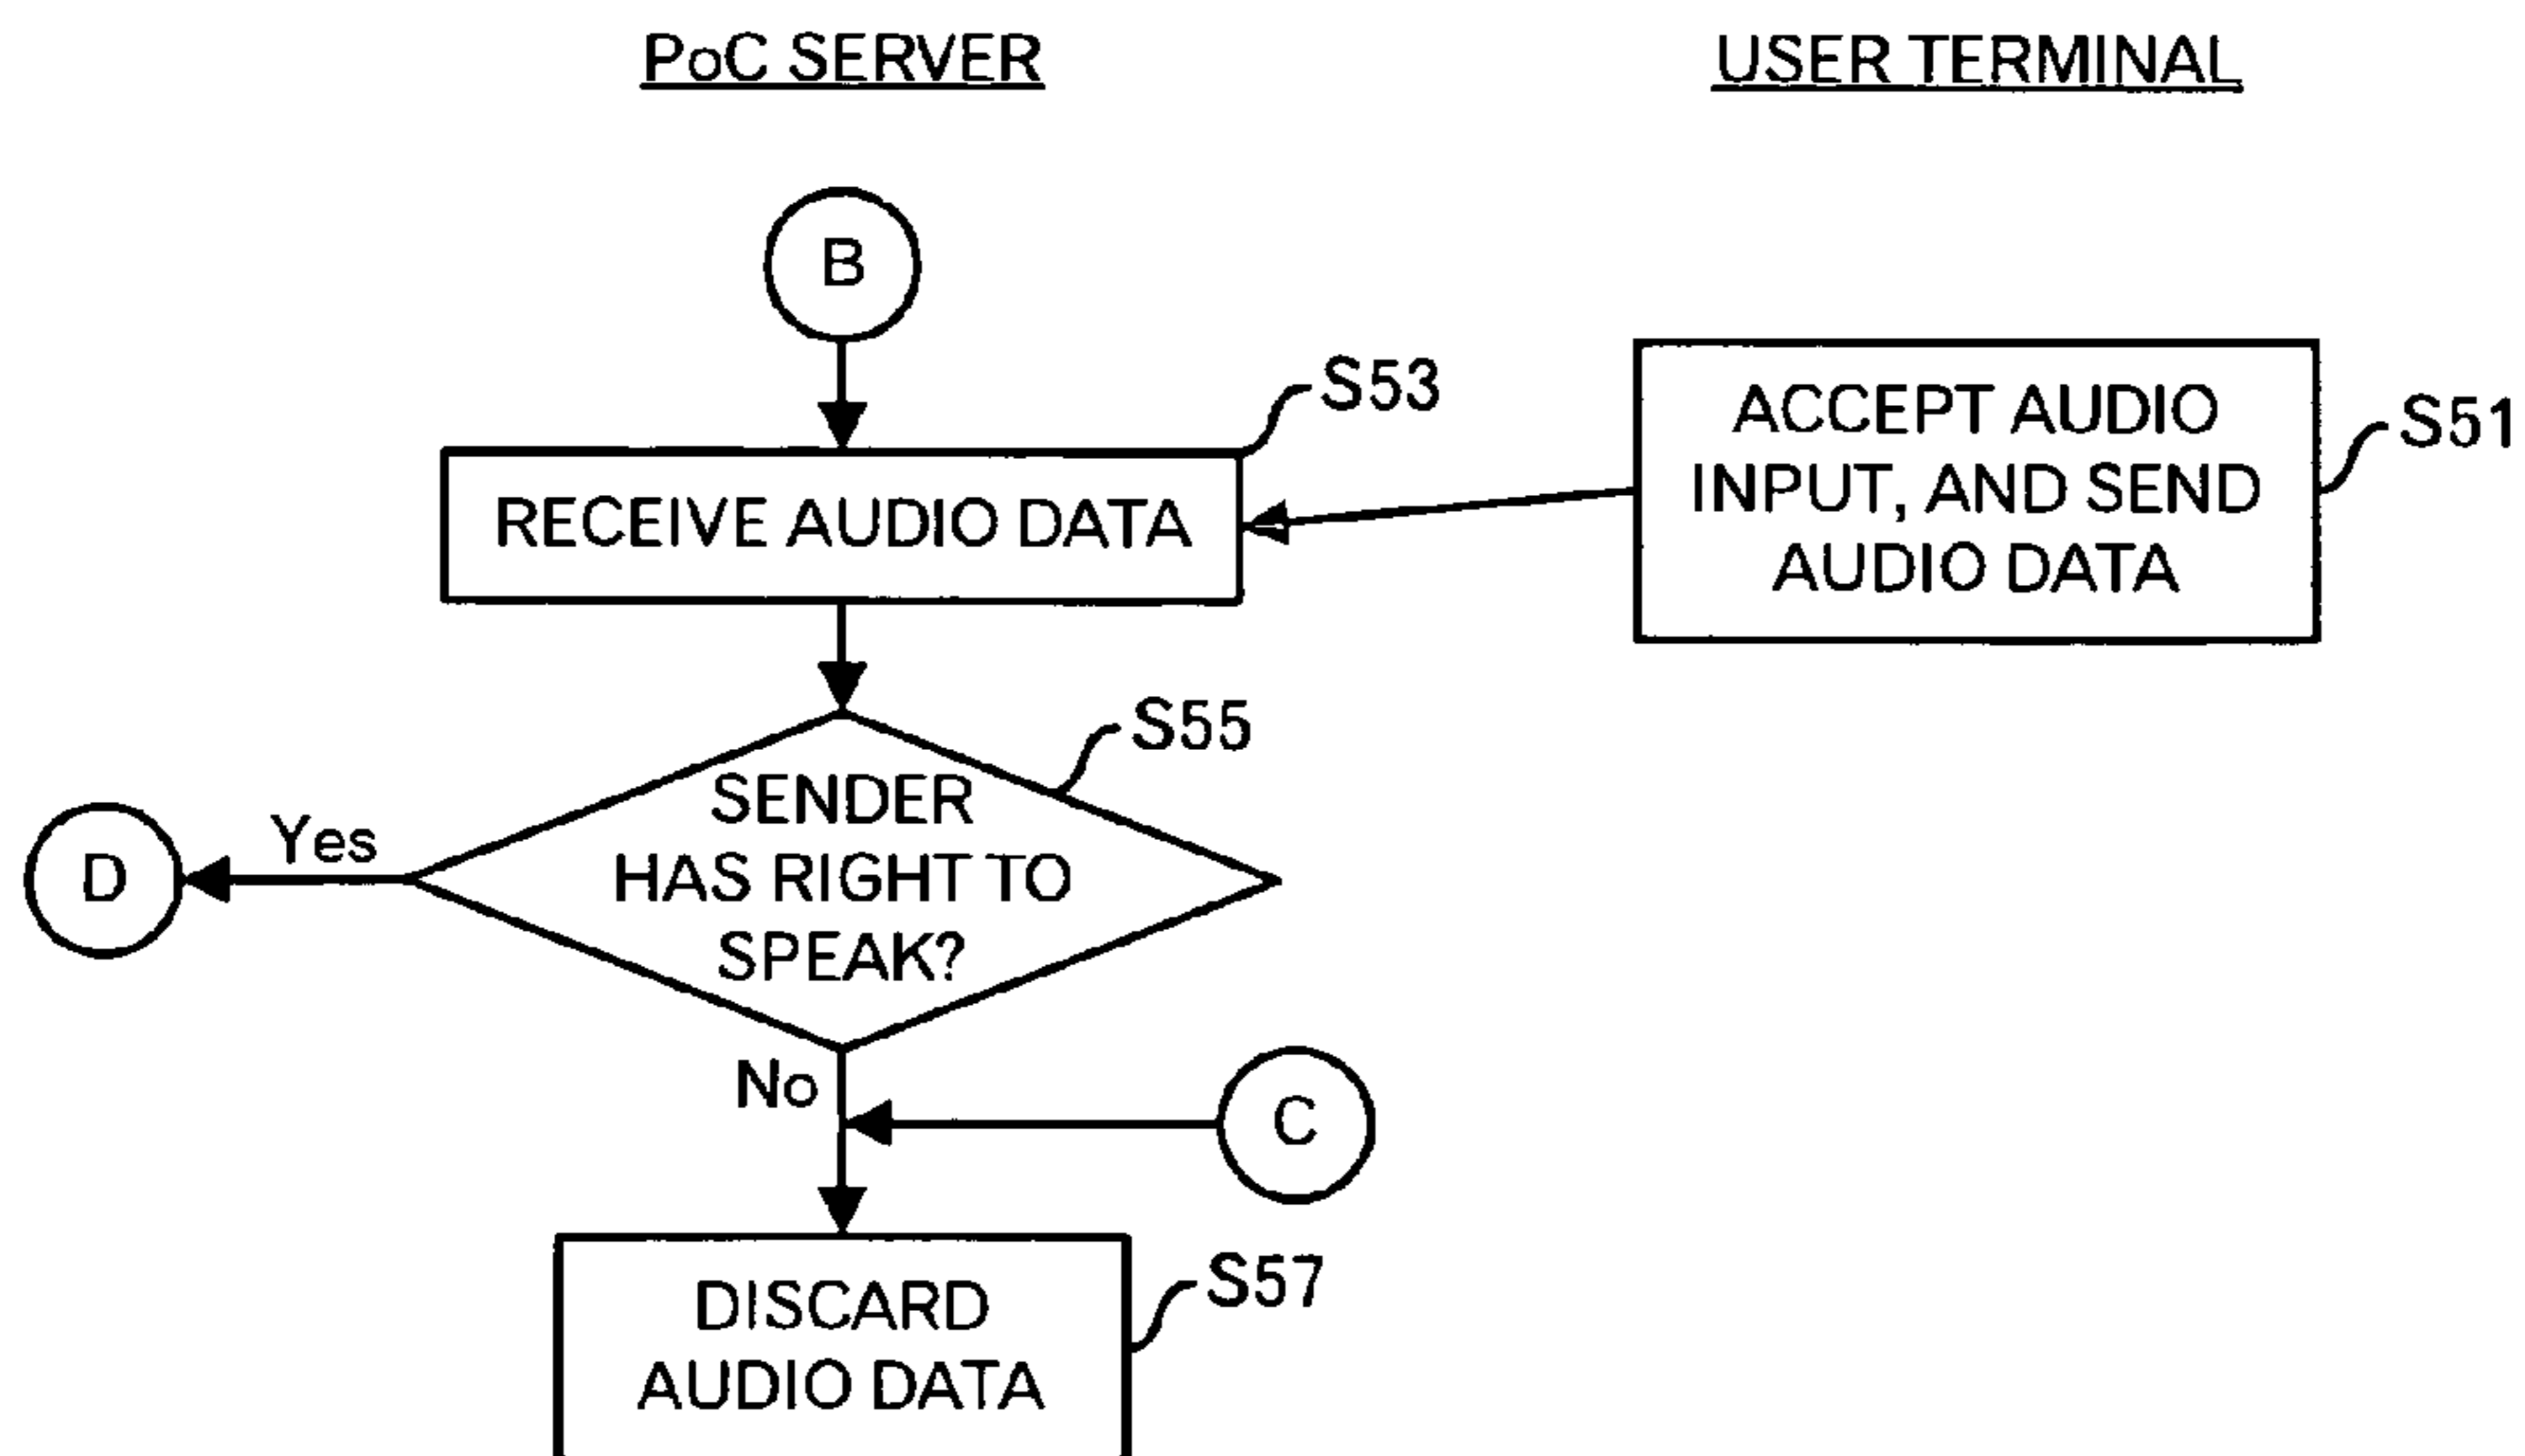 PoC SERVER
USER TERMINAL
B
S53
RECEIVE AUDIO DATA
ACCEPT AUDIO
INPUT, AND SEND
AUDIO DATA
S51
S55
SENDER
HAS RIGHT TO
SPEAK?
Yes
D
No
C
S57
DISCARD
AUDIO DATA